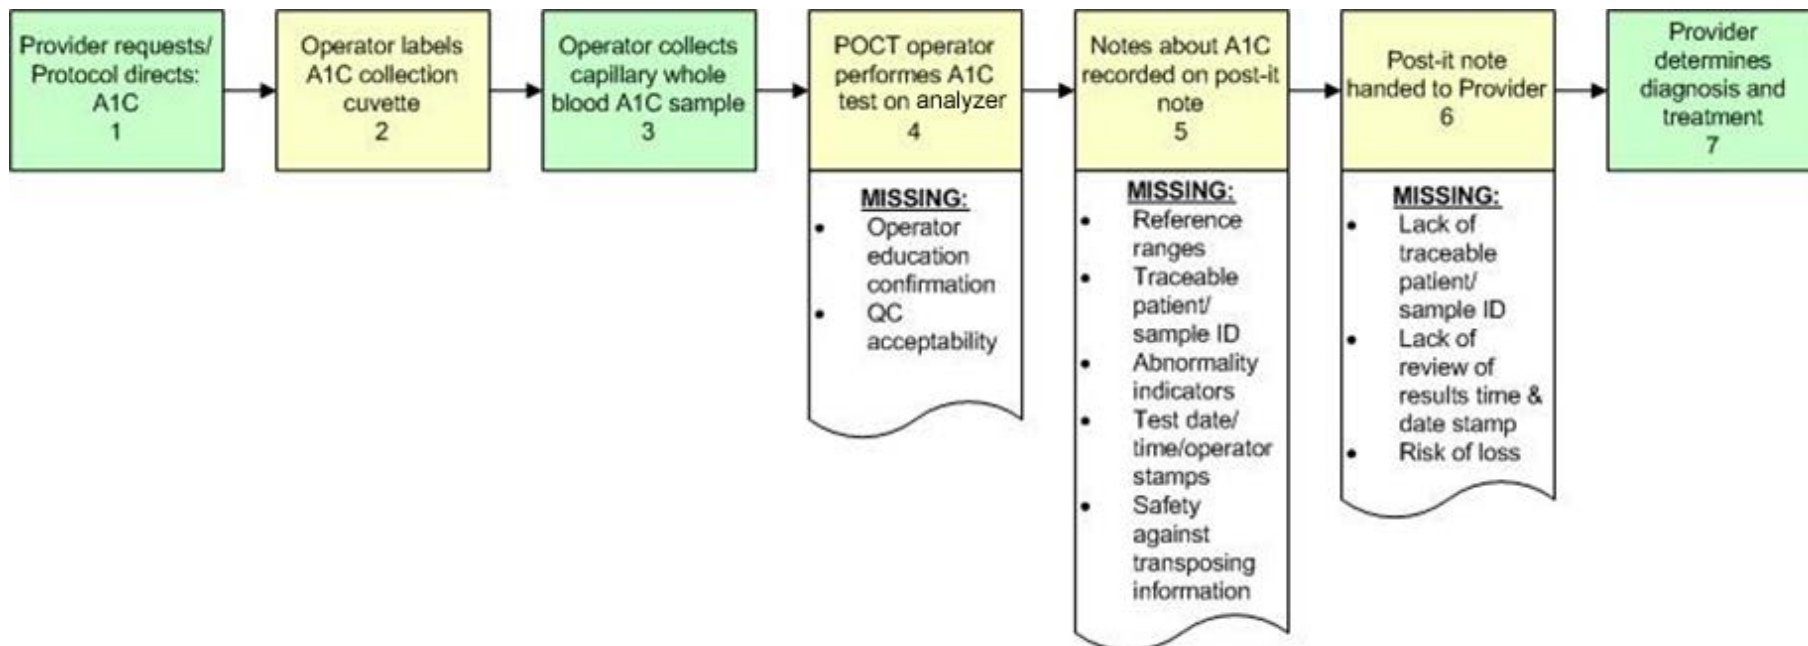 Provider requests/
Protocol directs:
A1C
1
Operator labels
A1C collection
cuvette
2
Operator collects
capillary whole
blood A1C sample
3
POCT operator
performes A1C
test on analyzer
4
Notes about A1C
recorded on post-it
note
5
Post-it note
handed to Provider
6
Provider
determines
diagnosis and
treatment
7
MISSING:
• Operator
education
confirmation
• QC
acceptability
MISSING:
• Reference
ranges
• Traceable
patient/
sample ID
• Abnormality
indicators
• Test date/
time/operator
stamps
• Safety
against
transposing
information
MISSING:
• Lack of
traceable
patient/
sample ID
• Lack of
review of
results time &
date stamp
• Risk of loss